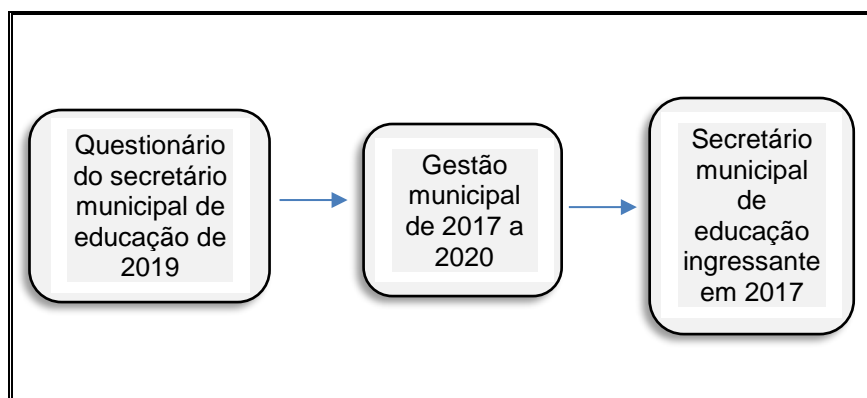 Questionário
do secretário
municipal de
educação de
2019
Gestão
municipal
de 2017 a
2020
Secretário
municipal
de
educação
ingressante
em 2017